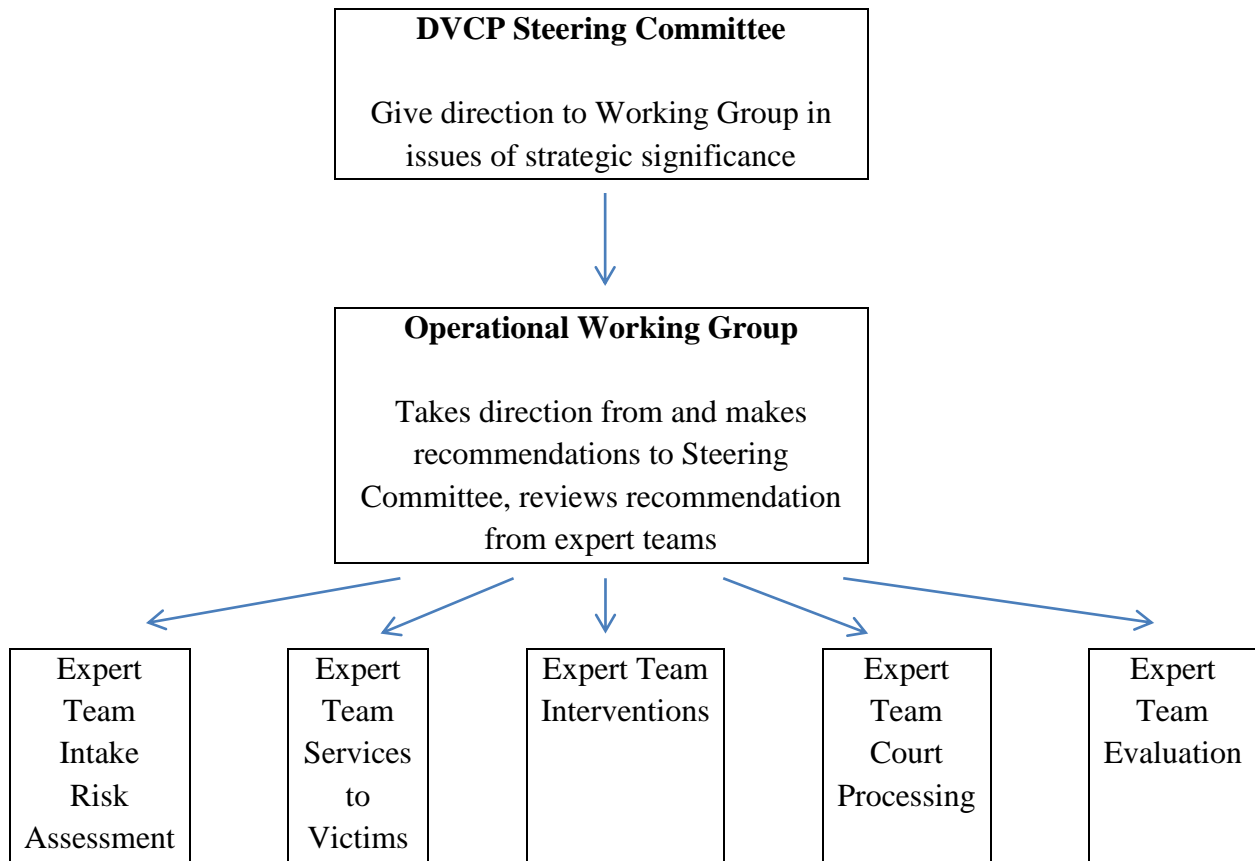 DVCP Steering Committee
Give direction to Working Group in
issues of strategic significance
Operational Working Group
Takes direction from and makes
recommendations to Steering
Committee, reviews recommendation
from expert teams
Expert
Team
Intake
Risk
Assessment
Expert
Team
Services
to
Victims
Expert Team
Interventions
Expert
Team
Court
Processing
Expert
Team
Evaluation